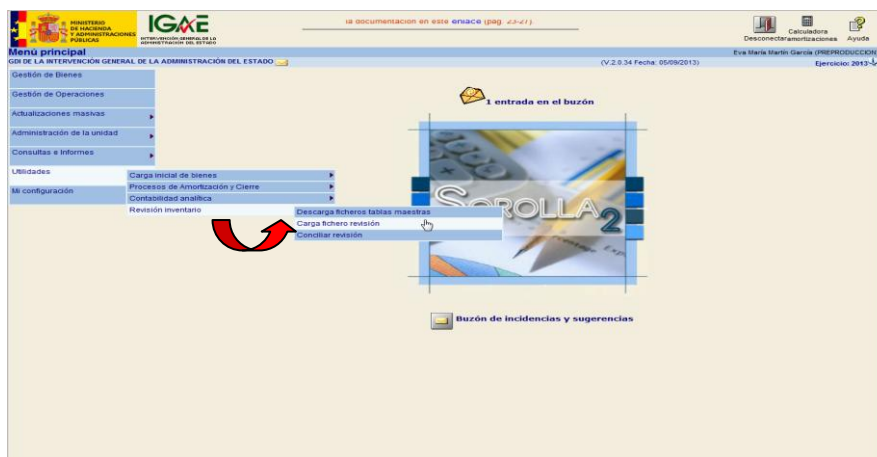 MINISTERIO
DE HACIENDA
Y ADMINISTRACIONES
PÚBLICAS
IGAE
INTERVENCIÓN GENERAL DE LA
ADMINISTRACIÓN DEL ESTADO
la documentación en este enlace (pag. 23-27).
Desconectar
Calculadora
amortizaciones
Ayuda
Menú principal
Eva María Martín García (PREPRODUCCION
GDI DE LA INTERVENCIÓN GENERAL DE LA ADMINISTRACIÓN DEL ESTADO
(V.2.0.34 Fecha: 05/09/2013)
Ejercicio: 2013
Gestión de Bienes
Gestión de Operaciones
Actualizaciones masivas
Administración de la unidad
Consultas e Informes
Utilidades
Mi configuración
Carga inicial de bienes
Procesos de Amortización y Cierre
Contabilidad analítica
Revisión inventario
Descarga ficheros tablas maestras
Carga fichero revisión
Conciliar revisión
1 entrada en el buzón
SOROLLA2
Buzón de incidencias y sugerencias